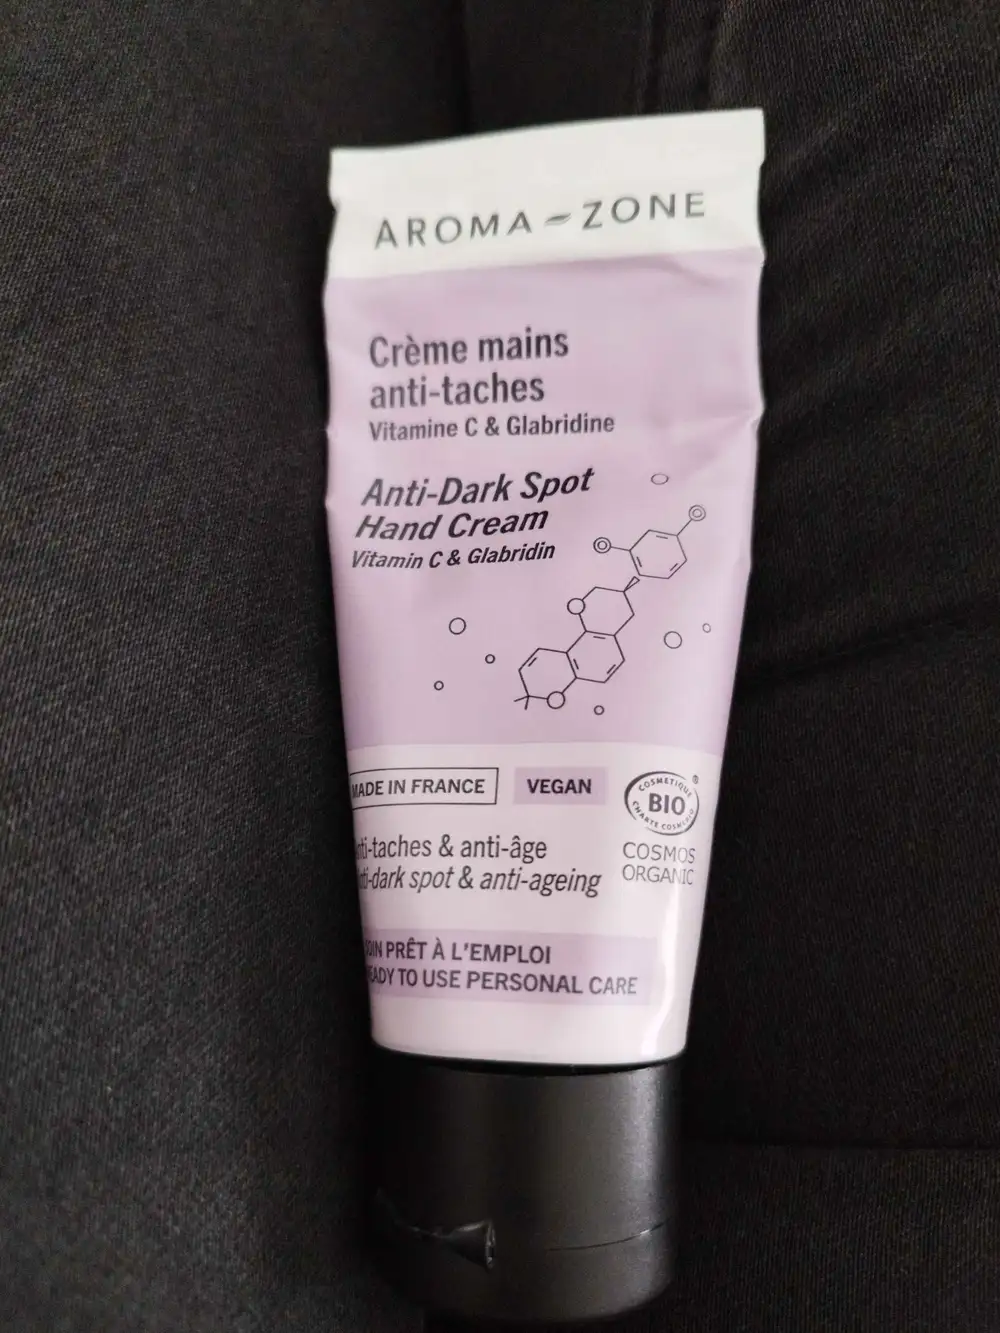 AROMA-ZONE
Crème mains
anti-taches
Vitamine C & Glabridine
Anti-Dark Spot
Hand Cream
Vitamin C & Glabridin
MADE IN FRANCE
VEGAN
COSMETIQUE
BIO
CHARTE COSMEBIO
COSMOS
ORGANIC
nti-taches & anti-âge
nti-dark spot & anti-ageing
OIN PRÊT À L'EMPLOI
EADY TO USE PERSONAL CARE